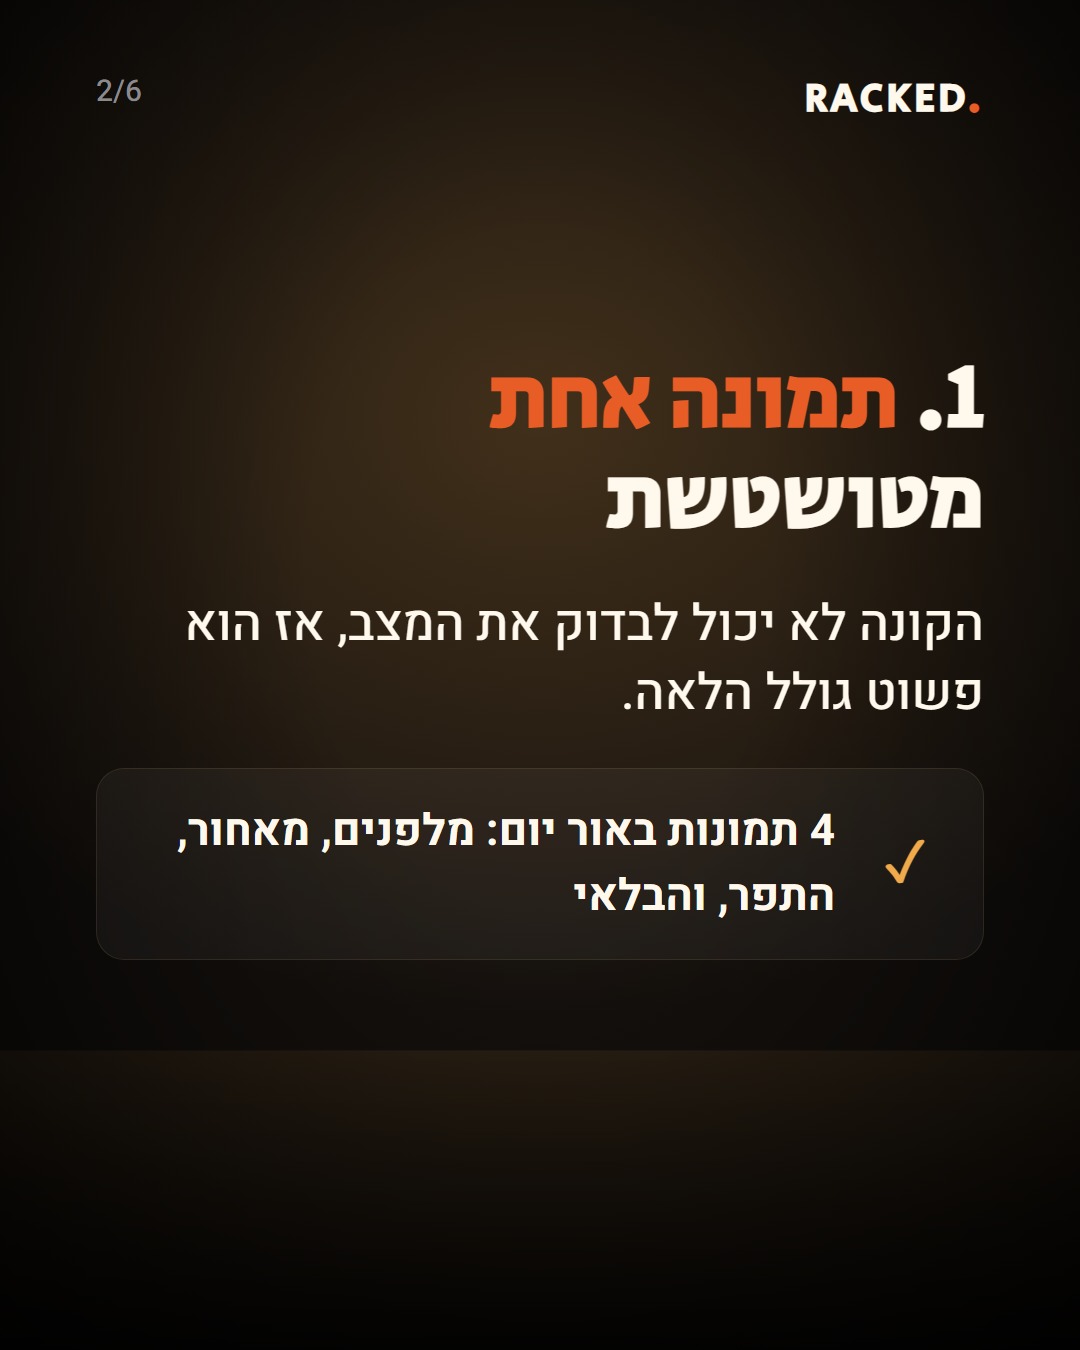 RACKED.
2/6
1. תמונה אחת
מטושטשת
הקונה לא יכול לבדוק את המצב, אז הוא
פשוט גולל הלאה.
✓
4 תמונות באור יום: מלפנים, מאחור,
התפר, והבלאי